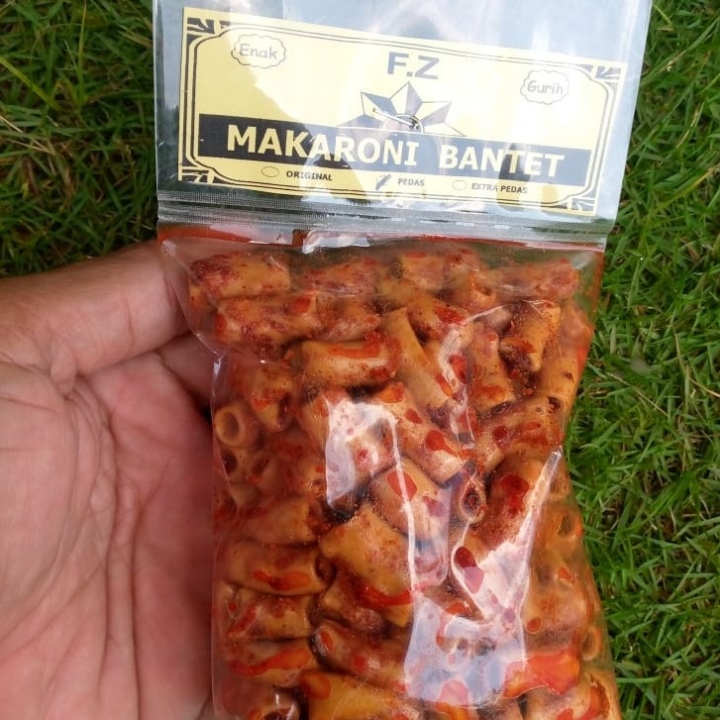 Enak
F.Z
Gurih
MAKARONI BANTET
ORIGINAL PEDAS EXTRA PEDAS